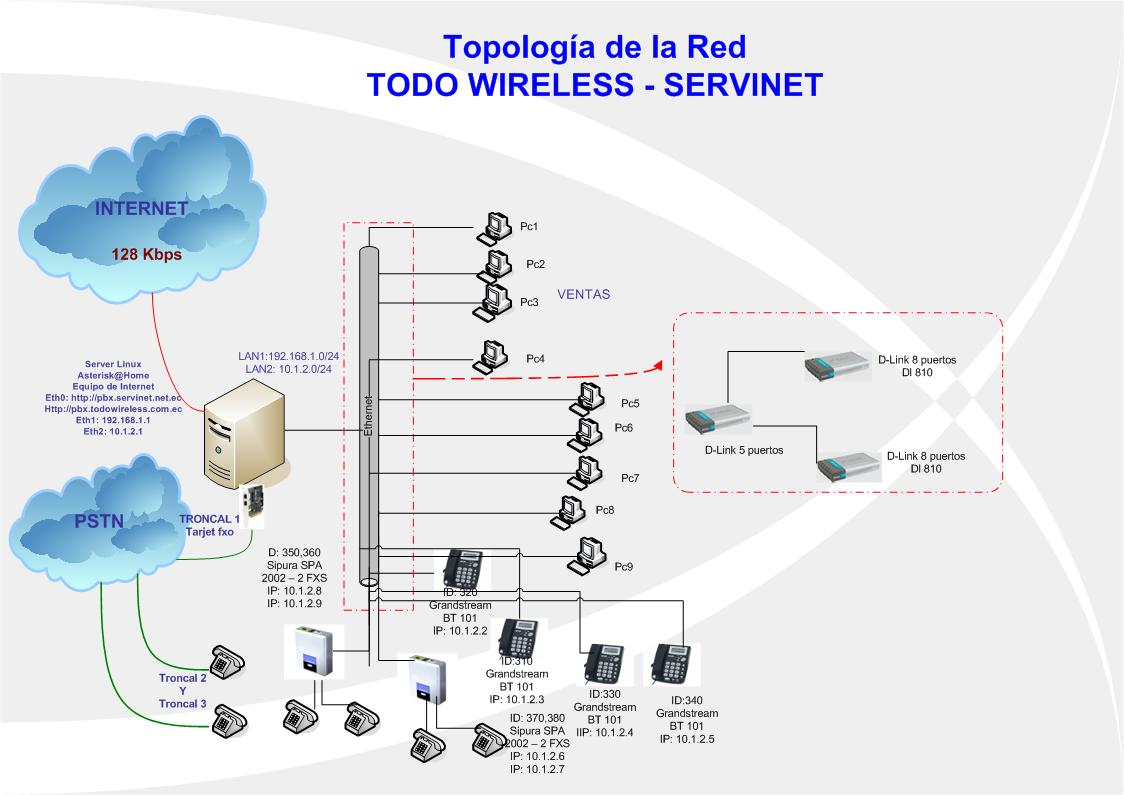 Topología de la Red
TODO WIRELESS - SERVINET
INTERNET
128 Kbps
Pc1
Pc2
Pc3
VENTAS
Pc4
LAN1:192.168.1.0/24
LAN2: 10.1.2.0/24
Server Linux
Asterisk@Home
Equipo de Internet
Eth0: http://pbx.servinet.net.ec
Http://pbx.todowireless.com.ec
Eth1: 192.168.1.1
Eth2: 10.1.2.1
Ethernet
Pc5
Pc6
Pc7
Pc8
Pc9
D-Link 8 puertos
DI 810
D-Link 5 puertos
D-Link 8 puertos
DI 810
PSTN
TRONCAL 1
Tarjet fxo
D: 350,360
Sipura SPA
2002 – 2 FXS
IP: 10.1.2.8
IP: 10.1.2.9
ID: 320
Grandstream
BT 101
IP: 10.1.2.2
ID:310
Grandstream
BT 101
IP: 10.1.2.3
ID:330
Grandstream
BT 101
IIP: 10.1.2.4
ID:340
Grandstream
BT 101
IP: 10.1.2.5
Troncal 2
Y
Troncal 3
ID: 370,380
Sipura SPA
2002 – 2 FXS
IP: 10.1.2.6
IP: 10.1.2.7